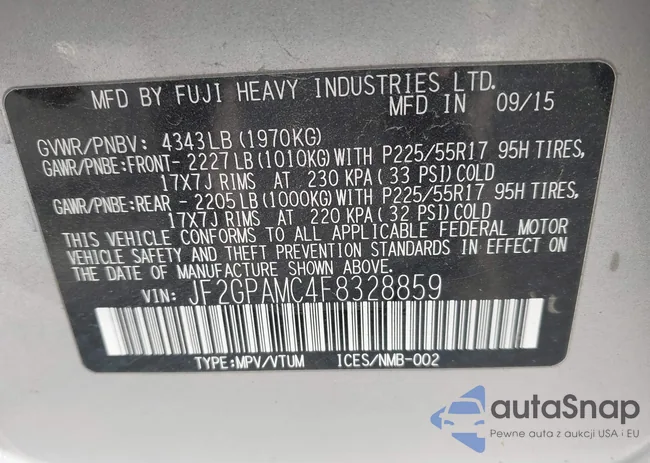 MFD BY FUJI HEAVY INDUSTRIES LTD.
MFD IN 09/15
GVWR/PNBV: 4343LB(1970KG)
GAWR/PNBE:FRONT- 2227LB(1010KG)WITH P225/55R17 95H TIRES,
17X7J RIMS AT 230 KPA(33 PSI)COLD
GAWR/PNBE:REAR - 2205LB(1000KG)WITH P225/55R17 95H TIRES,
17X7J RIMS AT 220 KPA(32 PSI)COLD
THIS VEHICLE CONFORMS TO ALL APPLICABLE FEDERAL MOTOR
VEHICLE SAFETY AND THEFT PREVENTION STANDARDS IN EFFECT ON
THE DATE OF MANUFACTURE SHOWN ABOVE.
VIN: JF2GPAMC4F8328859
TYPE:MPV/VTUM ICES/NMB-002
autaSnap
Pewne auta z aukcji USA i EU